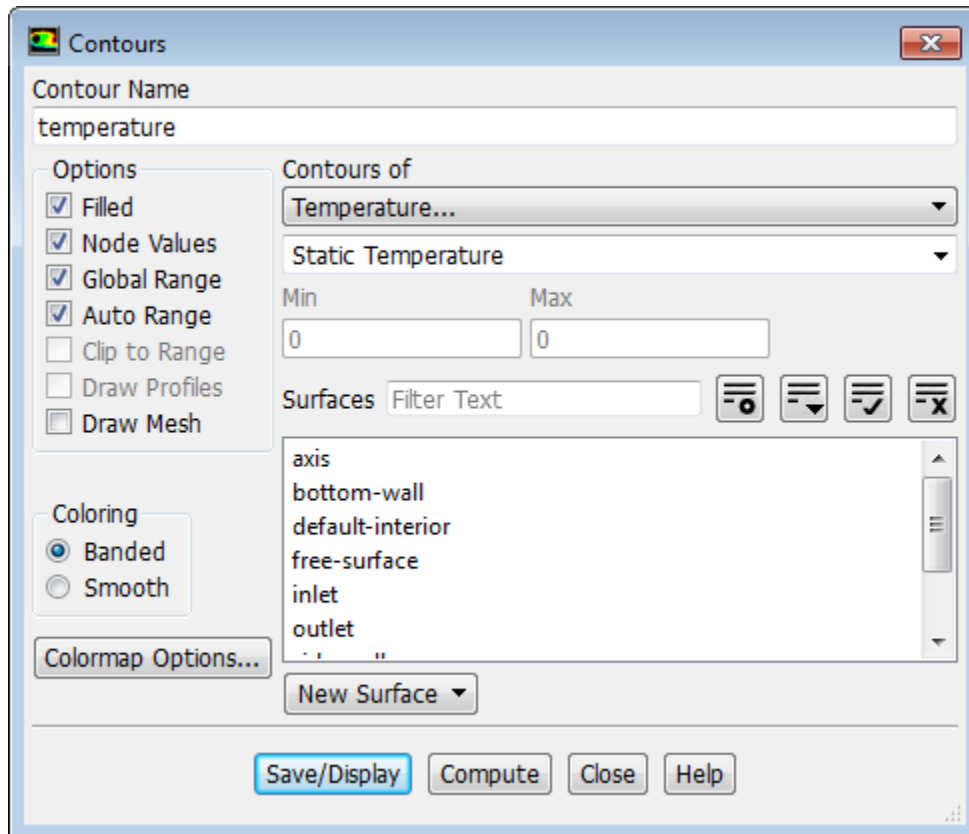 Contours
Contour Name
temperature
Options
Filled
Node Values
Global Range
Auto Range
Clip to Range
Draw Profiles
Draw Mesh
Coloring
Banded
Smooth
Colormap Options...
Contours of
Temperature...
Static Temperature
Min Max
0 0
Surfaces Filter Text
axis
bottom-wall
default-interior
free-surface
inlet
outlet
New Surface
Save/Display Compute Close Help